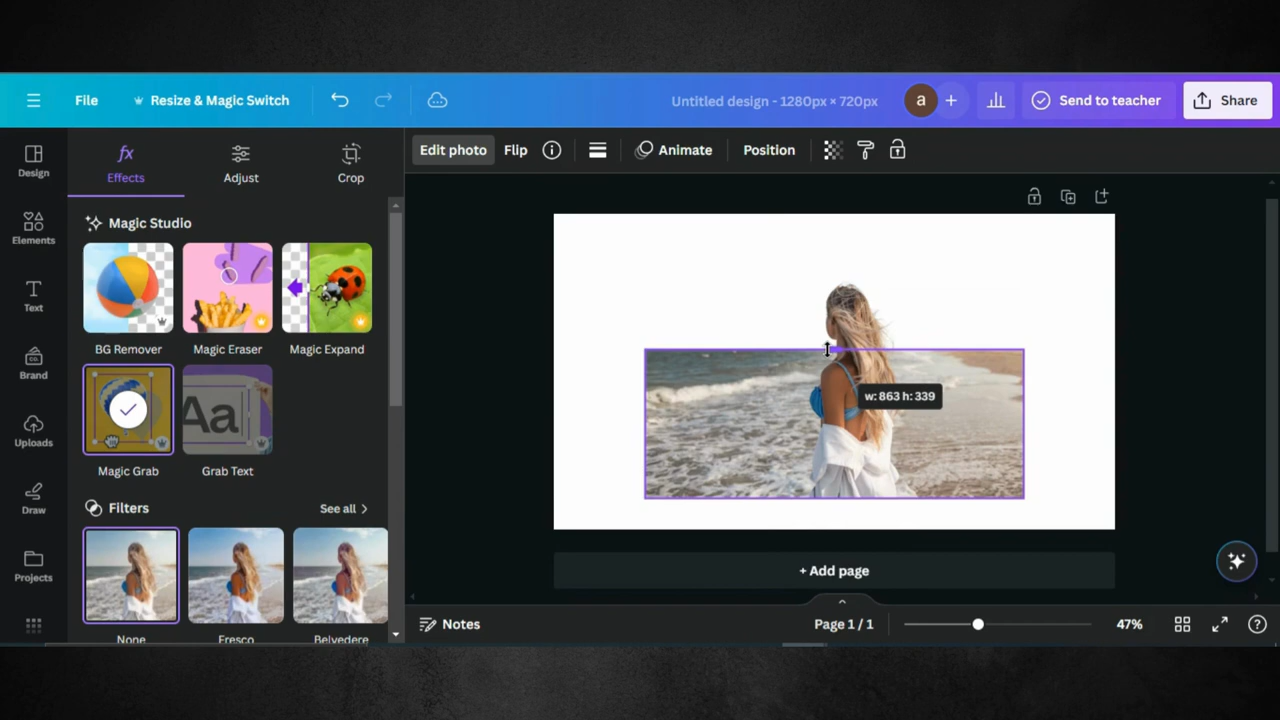 File
Resize & Magic Switch
Untitled design - 1280px × 720px
a
Send to teacher
Share
Design
Elements
Text
Brand
Uploads
Draw
Projects
fx
Effects
Adjust
Crop
Magic Studio
BG Remover
Magic Eraser
Magic Expand
Aa
Magic Grab
Grab Text
Filters
See all
None
Fresco
Belvedere
Edit photo
Flip
Animate
Position
w: 863 h: 339
+ Add page
Notes
Page 1 / 1
47%